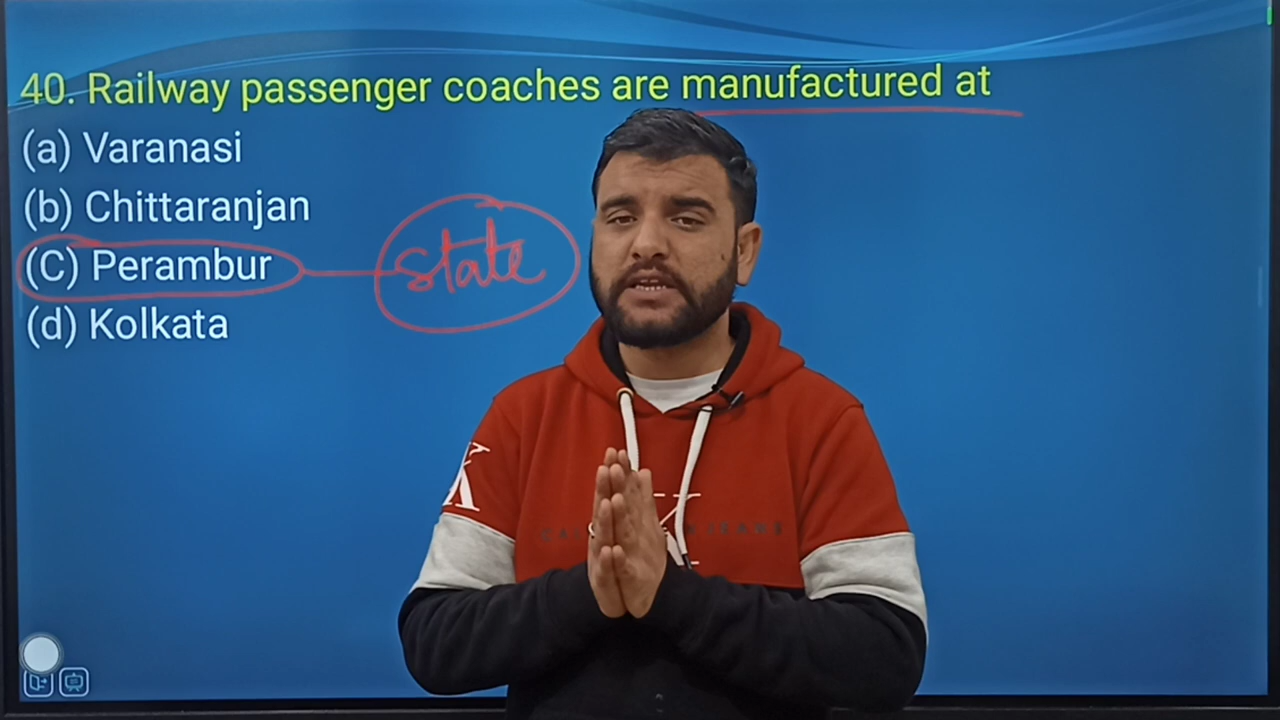 40. Railway passenger coaches are manufactured at
(a) Varanasi
(b) Chittaranjan
(C) Perambur
state
(d) Kolkata